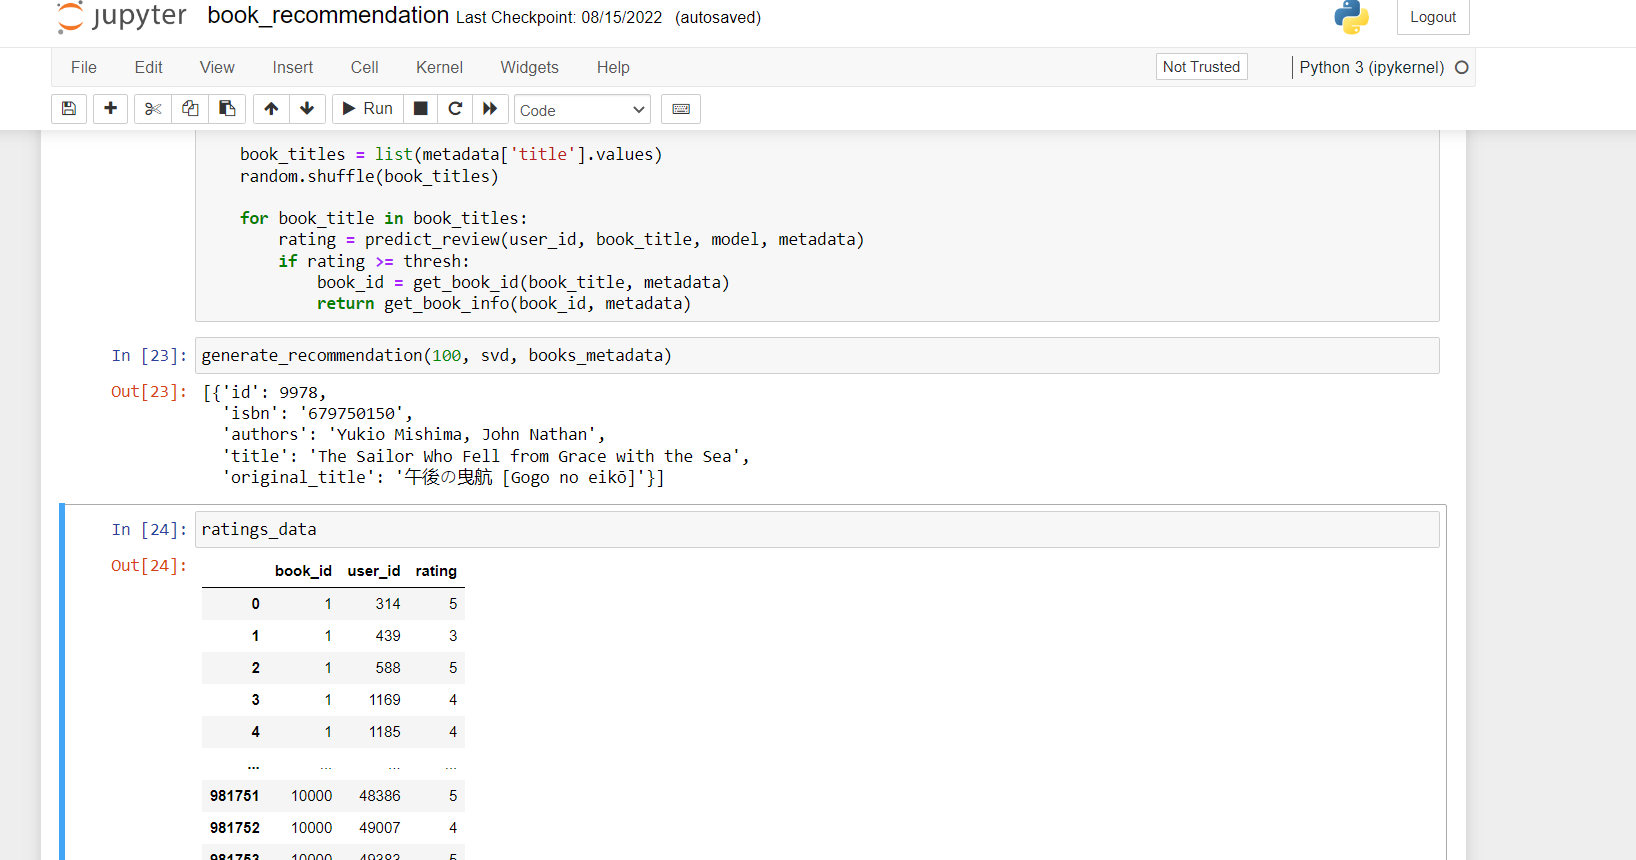 jupyter book_recommendation Last Checkpoint: 08/15/2022 (autosaved) Logout
File Edit View Insert Cell Kernel Widgets Help Not Trusted Python 3 (ipykernel)
Run Code
book_titles = list(metadata['title'].values)
random.shuffle(book_titles)
for book_title in book_titles:
rating = predict_review(user_id, book_title, model, metadata)
if rating >= thresh:
book_id = get_book_id(book_title, metadata)
return get_book_info(book_id, metadata)
In [23]: generate_recommendation(100, svd, books_metadata)
Out[23]: [{'id': 9978,
'isbn': '679750150',
'authors': 'Yukio Mishima, John Nathan',
'title': 'The Sailor Who Fell from Grace with the Sea',
'original_title': '午後の曳航 [Gogo no eikō]'}]
In [24]: ratings_data
Out[24]:
book_id user_id rating
0 1 314 5
1 1 439 3
2 1 588 5
3 1 1169 4
4 1 1185 4
... ... ... ...
981751 10000 48386 5
981752 10000 49007 4
981753 10000 49383 5